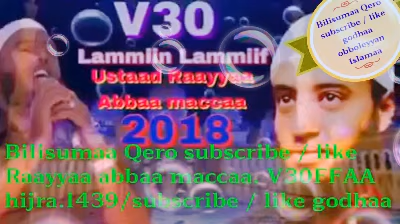 V30
Lammiin Lammiif
Ustaad Raayyaa
Abbaa maccaa
2018
Bilisumaa Qero
subscribe / like
godhaa
obboleyyan
Islamaa
Bilisumaa Qero subscribe / like
Raayyaa abbaa maccaa V30FFAA
hijra.1439/subscribe / like godhaa